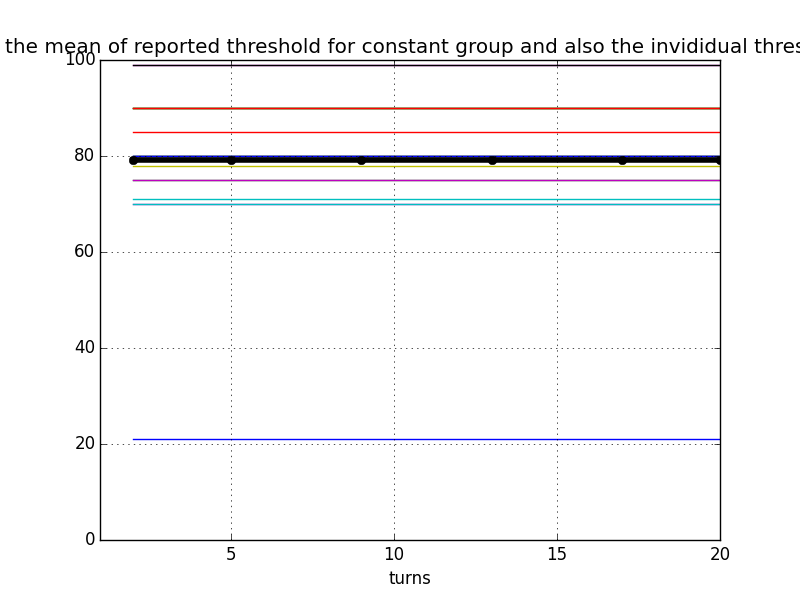 the mean of reported threshold for constant group and also the invididual thres
100
80
60
40
20
0
5 10 15 20
turns